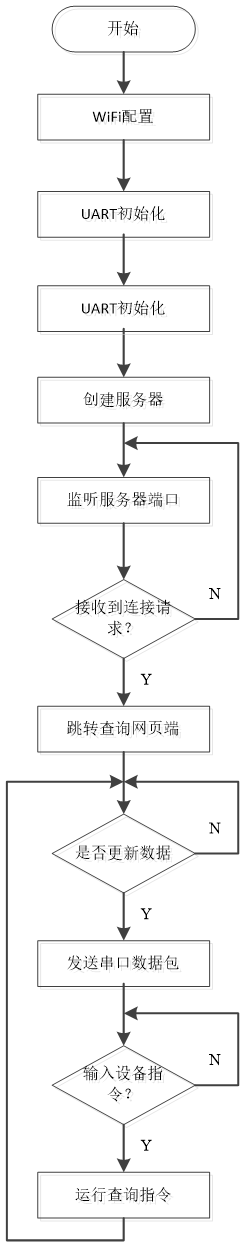 开始
WiFi配置
UART初始化
UART初始化
创建服务器
监听服务器端口
接收到连接请
求？
N
Y
跳转查询网页端
N
是否更新数据
Y
发送串口数据包
N
输入设备指
令？
Y
运行查询指令